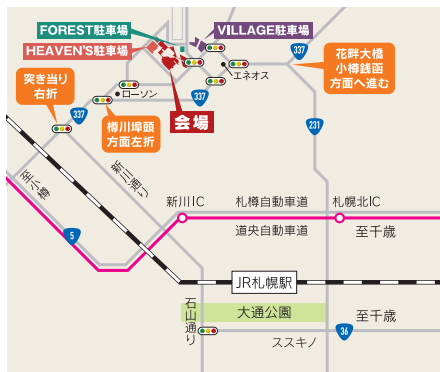 FOREST駐車場
VILLAGE駐車場
HEAVEN'S駐車場
337
花畔大橋
小樽銭函
方面へ進む
エネオス
突き当り
右折
ローソン
337
会場
337
樽川埠頭
方面左折
231
至小樽
新川通り
新川IC
札樽自動車道
札幌北IC
5
道央自動車道
至千歳
JR札幌駅
石山通り
大通公園
至千歳
36
ススキノ